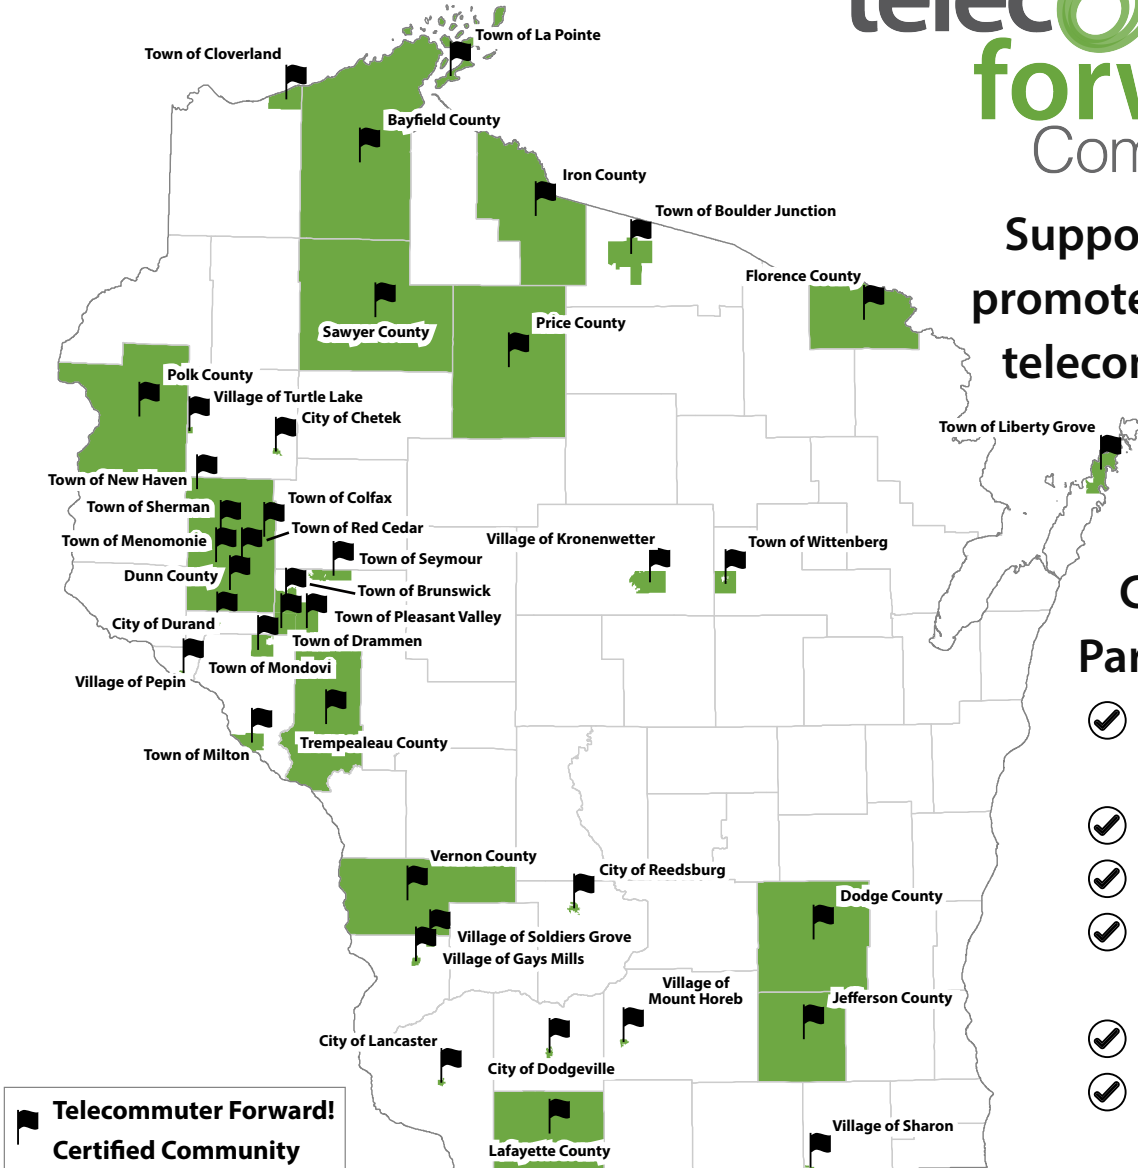 telec
forw
Com
Town of La Pointe
Town of Cloverland
Bayfield County
Iron County
Town of Boulder Junction
Suppo
Florence County
promote
Price County
Sawyer County
telecor
Polk County
Village of Turtle Lake
City of Chetek
Town of Liberty Grove
Town of New Haven
Town of Colfax
Town of Sherman
Town of Red Cedar
Town of Menomonie
Village of Kronenwetter
Town of Wittenberg
Town of Seymour
Dunn County
Town of Brunswick
C
Town of Pleasant Valley
City of Durand
Town of Drammen
Par
Town of Mondovi
Village of Pepin
Trempealeau County
Town of Milton
Vernon County
City of Reedsburg
Dodge County
Village of Soldiers Grove
Village of Gays Mills
Village of
Mount Horeb
Jefferson County
City of Lancaster
City of Dodgeville
Telecommuter Forward!
Certified Community
Village of Sharon
Lafayette County